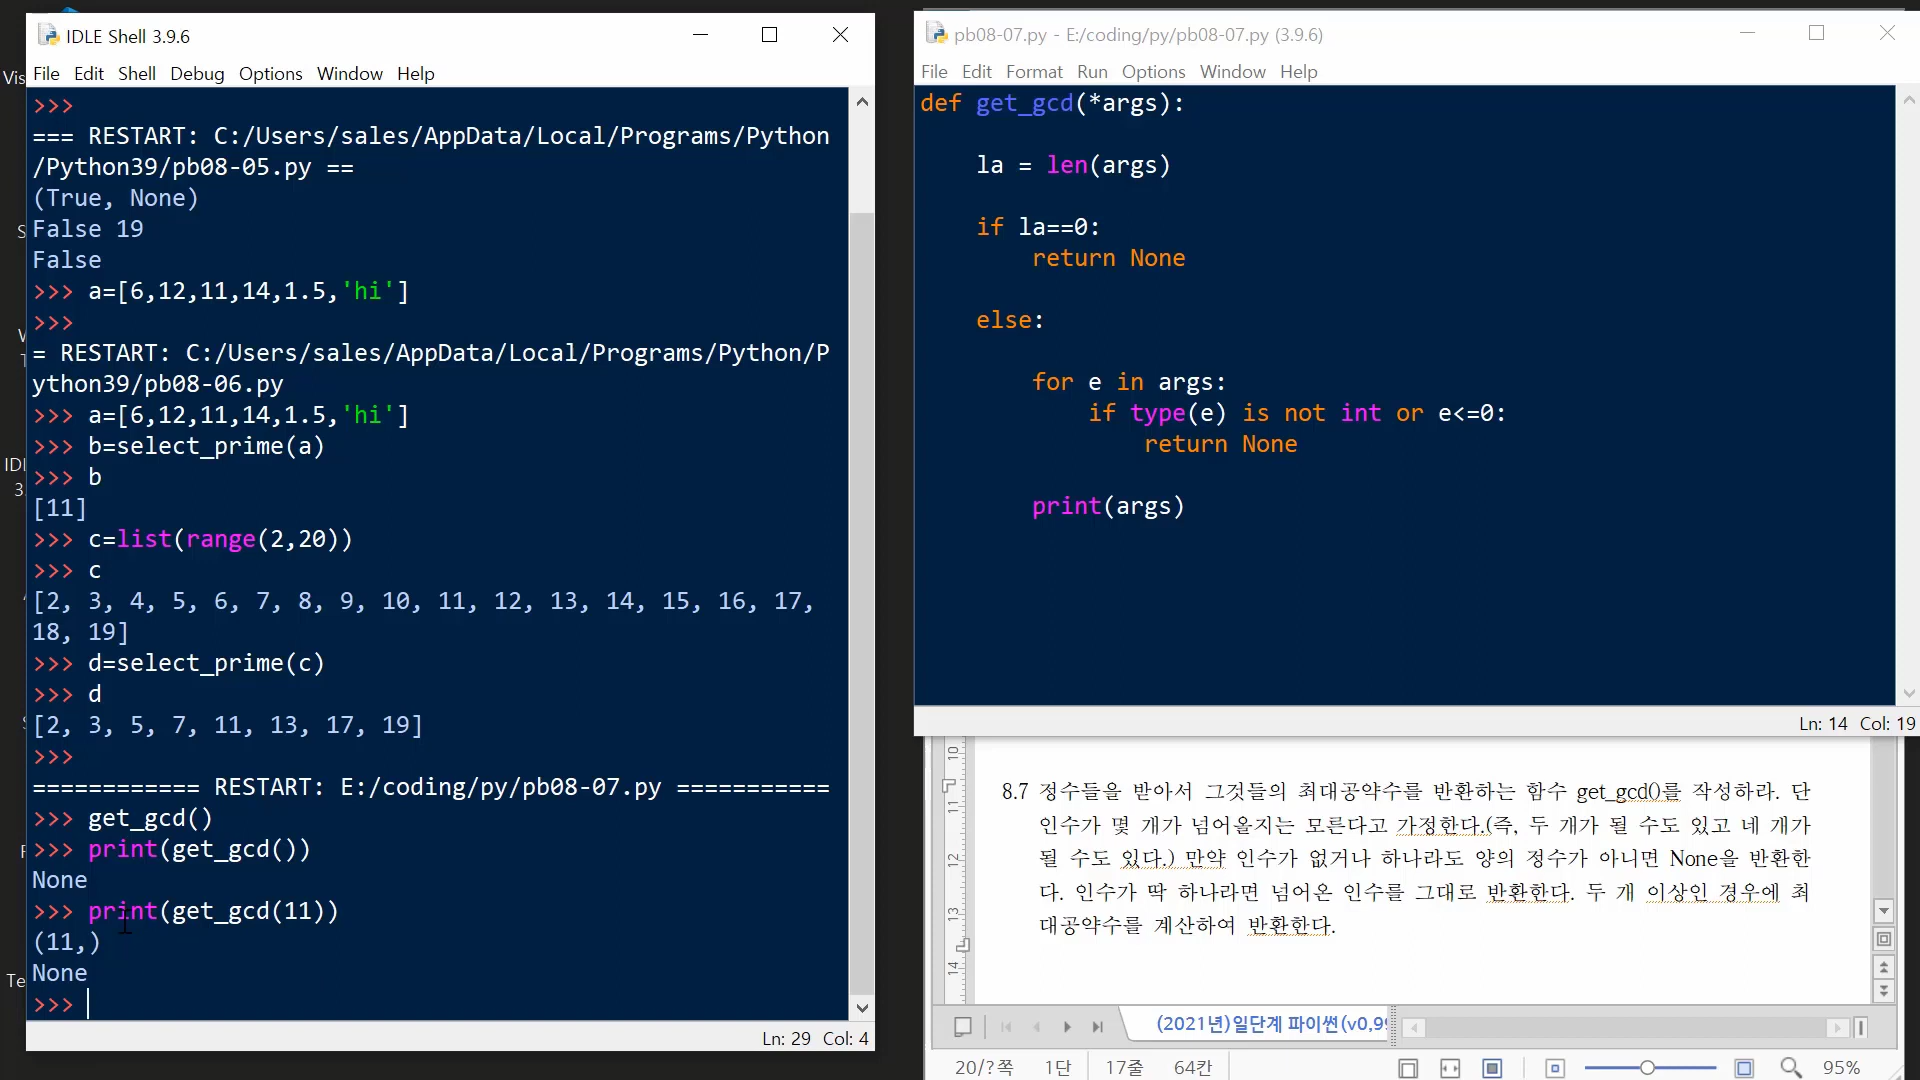 IDLE Shell 3.9.6
File Edit Shell Debug Options Window Help
>>>
=== RESTART: C:/Users/sales/AppData/Local/Programs/Python
/Python39/pb08-05.py ==
(True, None)
False 19
False
>>> a=[6,12,11,14,1.5,'hi']
>>>
= RESTART: C:/Users/sales/AppData/Local/Programs/Python/P
ython39/pb08-06.py
>>> a=[6,12,11,14,1.5,'hi']
>>> b=select_prime(a)
>>> b
[11]
>>> c=list(range(2,20))
>>> c
[2, 3, 4, 5, 6, 7, 8, 9, 10, 11, 12, 13, 14, 15, 16, 17,
18, 19]
>>> d=select_prime(c)
>>> d
[2, 3, 5, 7, 11, 13, 17, 19]
>>>
============ RESTART: E:/coding/py/pb08-07.py ===========
>>> get_gcd()
>>> print(get_gcd())
None
>>> print(get_gcd(11))
(11,)
None
>>>
Ln: 29 Col: 4
pb08-07.py - E:/coding/py/pb08-07.py (3.9.6)
File Edit Format Run Options Window Help
def get_gcd(*args):
la = len(args)
if la==0:
return None
else:
for e in args:
if type(e) is not int or e<=0:
return None
print(args)
Ln: 14 Col: 19
8.7 정수들을 받아서 그것들의 최대공약수를 반환하는 함수 get_gcd()를 작성하라. 단
인수가 몇 개가 넘어올지는 모른다고 가정한다.(즉, 두 개가 될 수도 있고 네 개가
될 수도 있다.) 만약 인수가 없거나 하나라도 양의 정수가 아니면 None을 반환한
다. 인수가 딱 하나라면 넘어온 인수를 그대로 반환한다. 두 개 이상인 경우에 최
대공약수를 계산하여 반환한다.
10
11
12
13
14
(2021년)일단계 파이썬(v0,99
20/?쪽 1단 17줄 64칸 95%
Vis
IDI
3
Te